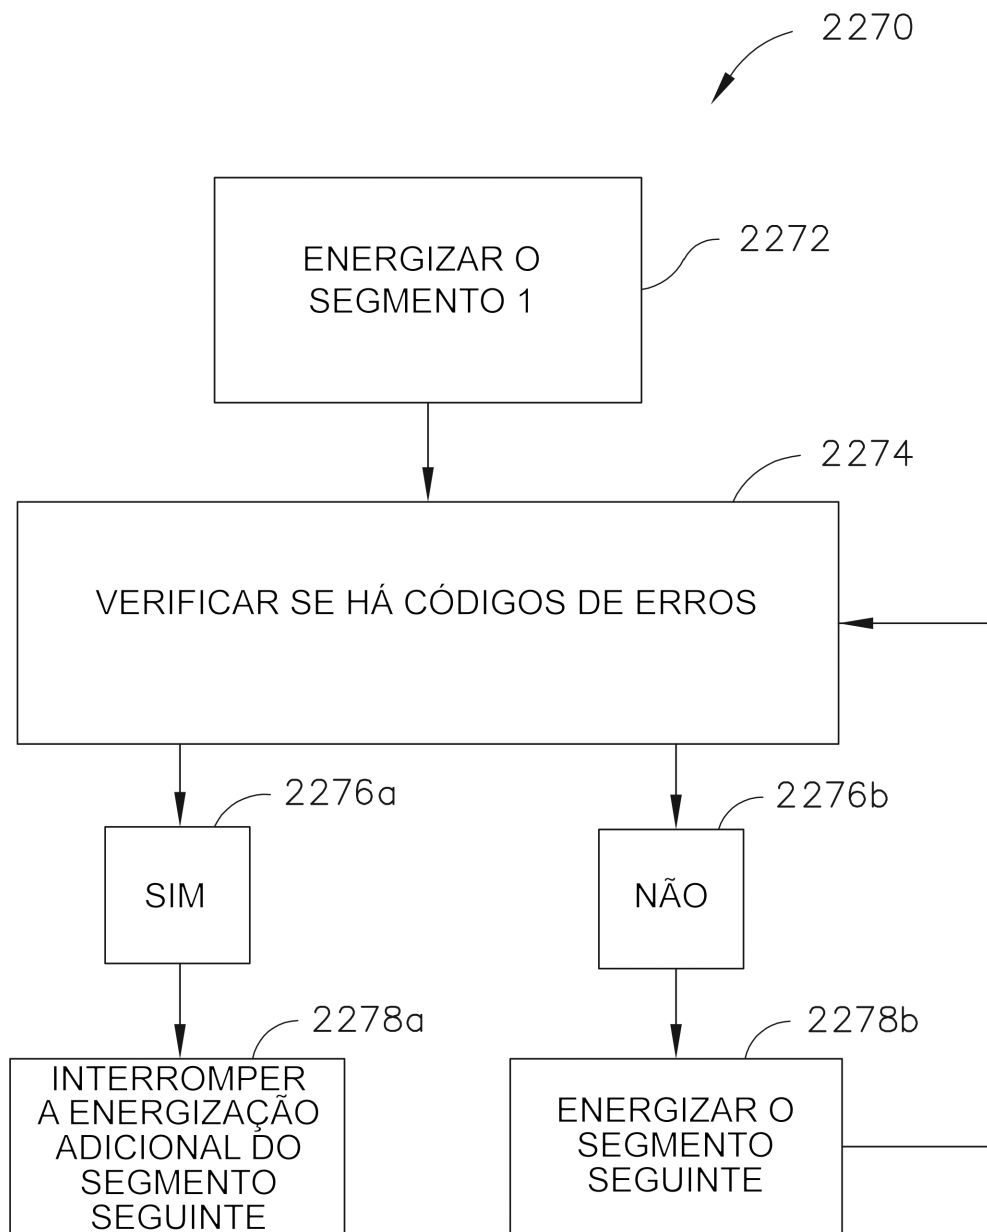 2270
ENERGIZAR O
SEGMENTO 1
2272
2274
VERIFICAR SE HÁ CÓDIGOS DE ERROS
2276a
2276b
SIM
NÃO
2278a
2278b
INTERROMPER
A ENERGIZAÇÃO
ADICIONAL DO
SEGMENTO
SEGUINTE
ENERGIZAR O
SEGMENTO
SEGUINTE